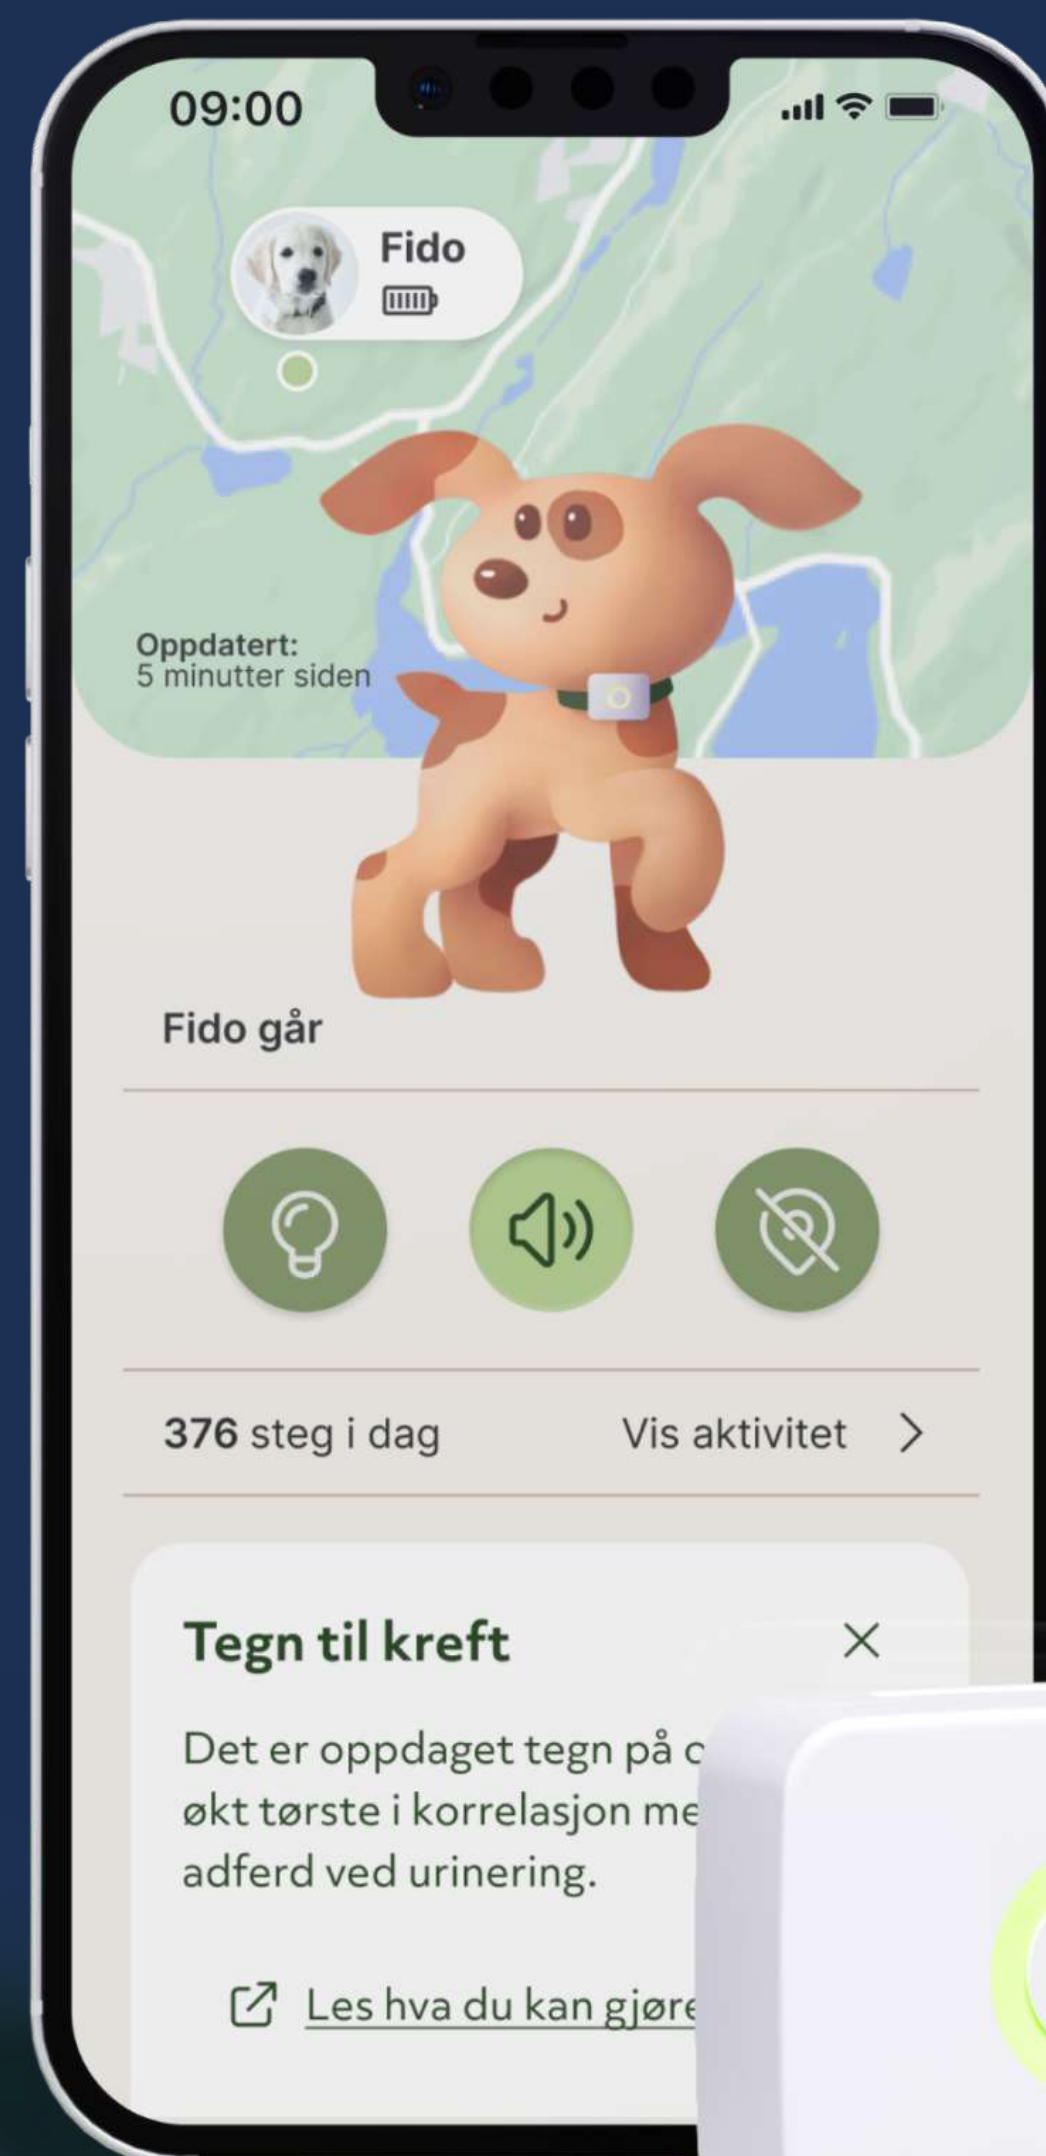 09:00
Fido
Oppdatert:
5 minutter siden
Fido går
376 steg i dag
Vis aktivitet
Tegn til kreft
Det er oppdaget tegn på
økt tørste i korrelasjon
adferd ved urinering.
Les hva du kan gjøre